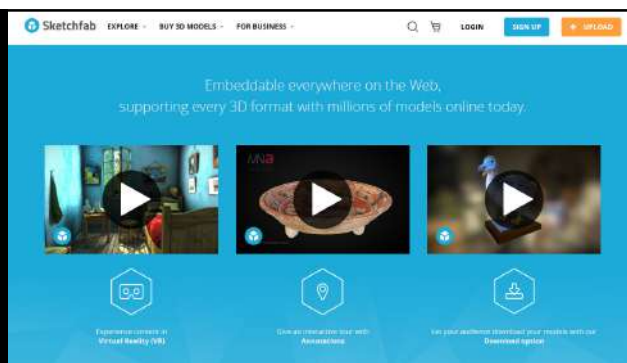 Sketchfab EXPLORE BUY 3D MODELS FOR BUSINESS LOGIN SIGN UP UPLOAD
Embeddable everywhere on the Web,
supporting every 3D format with millions of models online today.
Experience content in
Virtual Reality (VR)
Give an interactive tour with
Annotations
Let your audience download your models with our
Download option